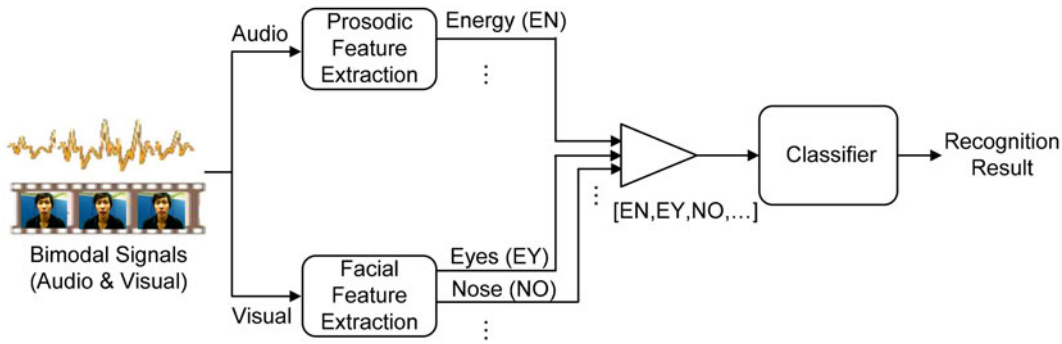 Audio
Prosodic
Feature
Extraction
Energy (EN)
⋮
Bimodal Signals
(Audio & Visual)
Visual
Facial
Feature
Extraction
Eyes (EY)
Nose (NO)
⋮
⋮
[EN,EY,NO,...]
Classifier
Recognition
Result